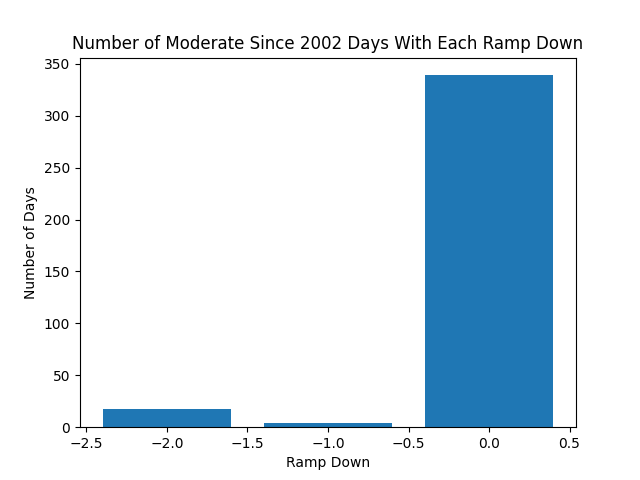 Number of Moderate Since 2002 Days With Each Ramp Down
350
300
250
200
150
100
50
0
Number of Days
−2.5 −2.0 −1.5 −1.0 −0.5 0.0 0.5
Ramp Down